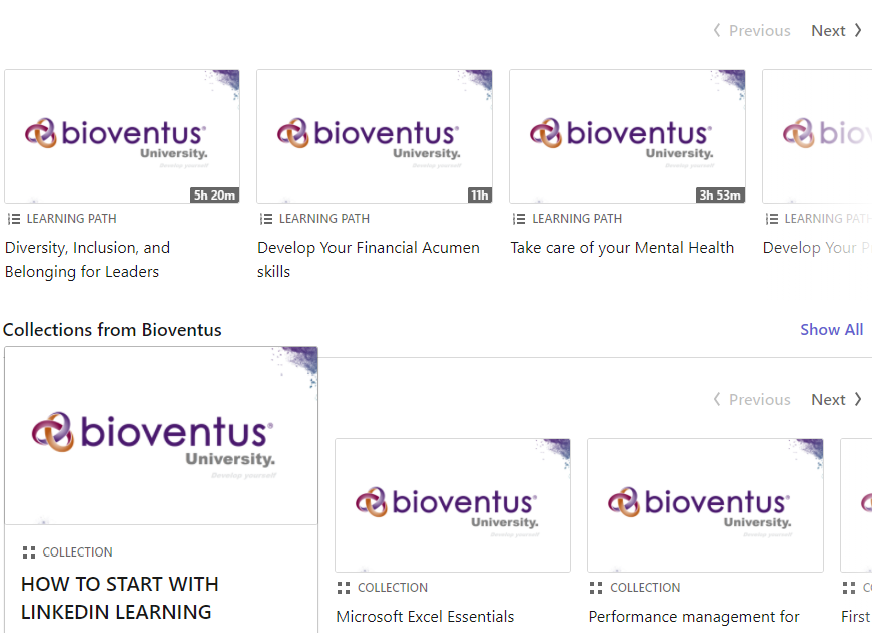 Previous Next
bioventus®
University.
Develop yourself
5h 20m
LEARNING PATH
Diversity, Inclusion, and
Belonging for Leaders
bioventus®
University.
Develop yourself
11h
LEARNING PATH
Develop Your Financial Acumen
skills
bioventus®
University.
Develop yourself
3h 53m
LEARNING PATH
Take care of your Mental Health
bio
LEARNING PATH
Develop Your P
Collections from Bioventus
Show All
Previous Next
bioventus®
University.
Develop yourself
COLLECTION
HOW TO START WITH
LINKEDIN LEARNING
bioventus®
University.
Develop yourself
COLLECTION
Microsoft Excel Essentials
bioventus®
University.
Develop yourself
COLLECTION
Performance management for
First